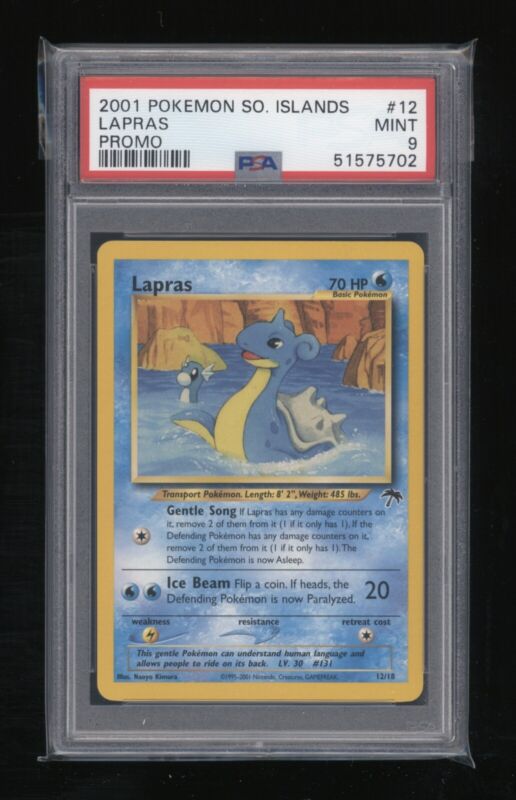 2001 POKEMON SO. ISLANDS #12
LAPRAS MINT
PROMO 9
PSA 51575702
Lapras 70 HP
Basic Pokémon
Transport Pokémon. Length: 8' 2", Weight: 485 lbs.
Gentle Song If Lapras has any damage counters on
it, remove 2 of them from it (1 if it only has 1). If the
Defending Pokémon has any damage counters on it,
remove 2 of them from it (1 if it only has 1). The
Defending Pokémon is now Asleep.
Ice Beam Flip a coin. If heads, the 20
Defending Pokémon is now Paralyzed.
weakness resistance retreat cost
This gentle Pokémon can understand human language and
allows people to ride on its back. LV. 30 #131
Illus. Naoyo Kimura ©1995-2001 Nintendo, Creatures, GAMEFREAK. 12/18